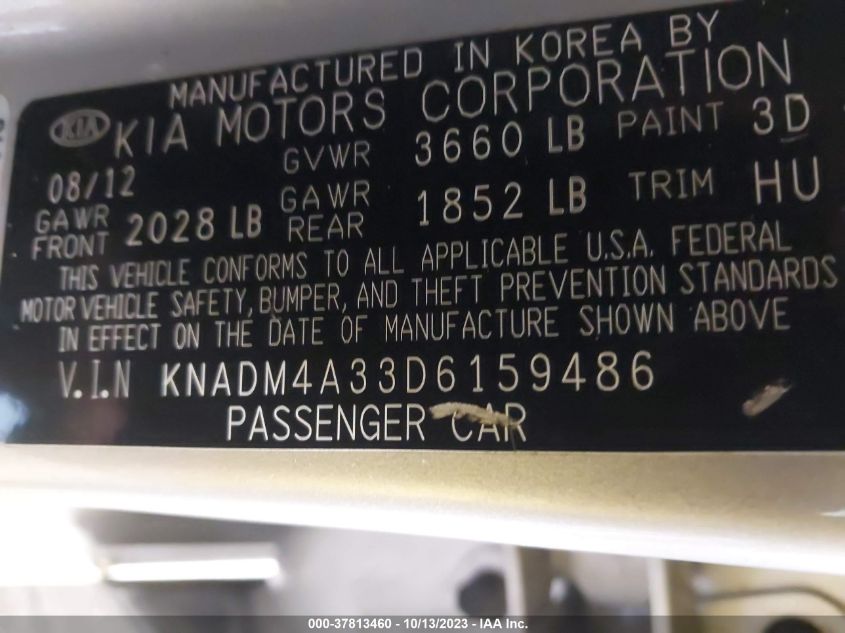 MANUFACTURED IN KOREA BY
KIA KIA MOTORS CORPORATION
08/12 GVWR 3660 LB PAINT 3D
GAWR FRONT 2028 LB GAWR REAR 1852 LB TRIM HU
THIS VEHICLE CONFORMS TO ALL APPLICABLE U.S.A. FEDERAL
MOTOR VEHICLE SAFETY, BUMPER, AND THEFT PREVENTION STANDARDS
IN EFFECT ON THE DATE OF MANUFACTURE SHOWN ABOVE
V.I.N KNADM4A33D6159486
PASSENGER CAR
000-37813460 - 10/13/2023 - IAAI Inc.